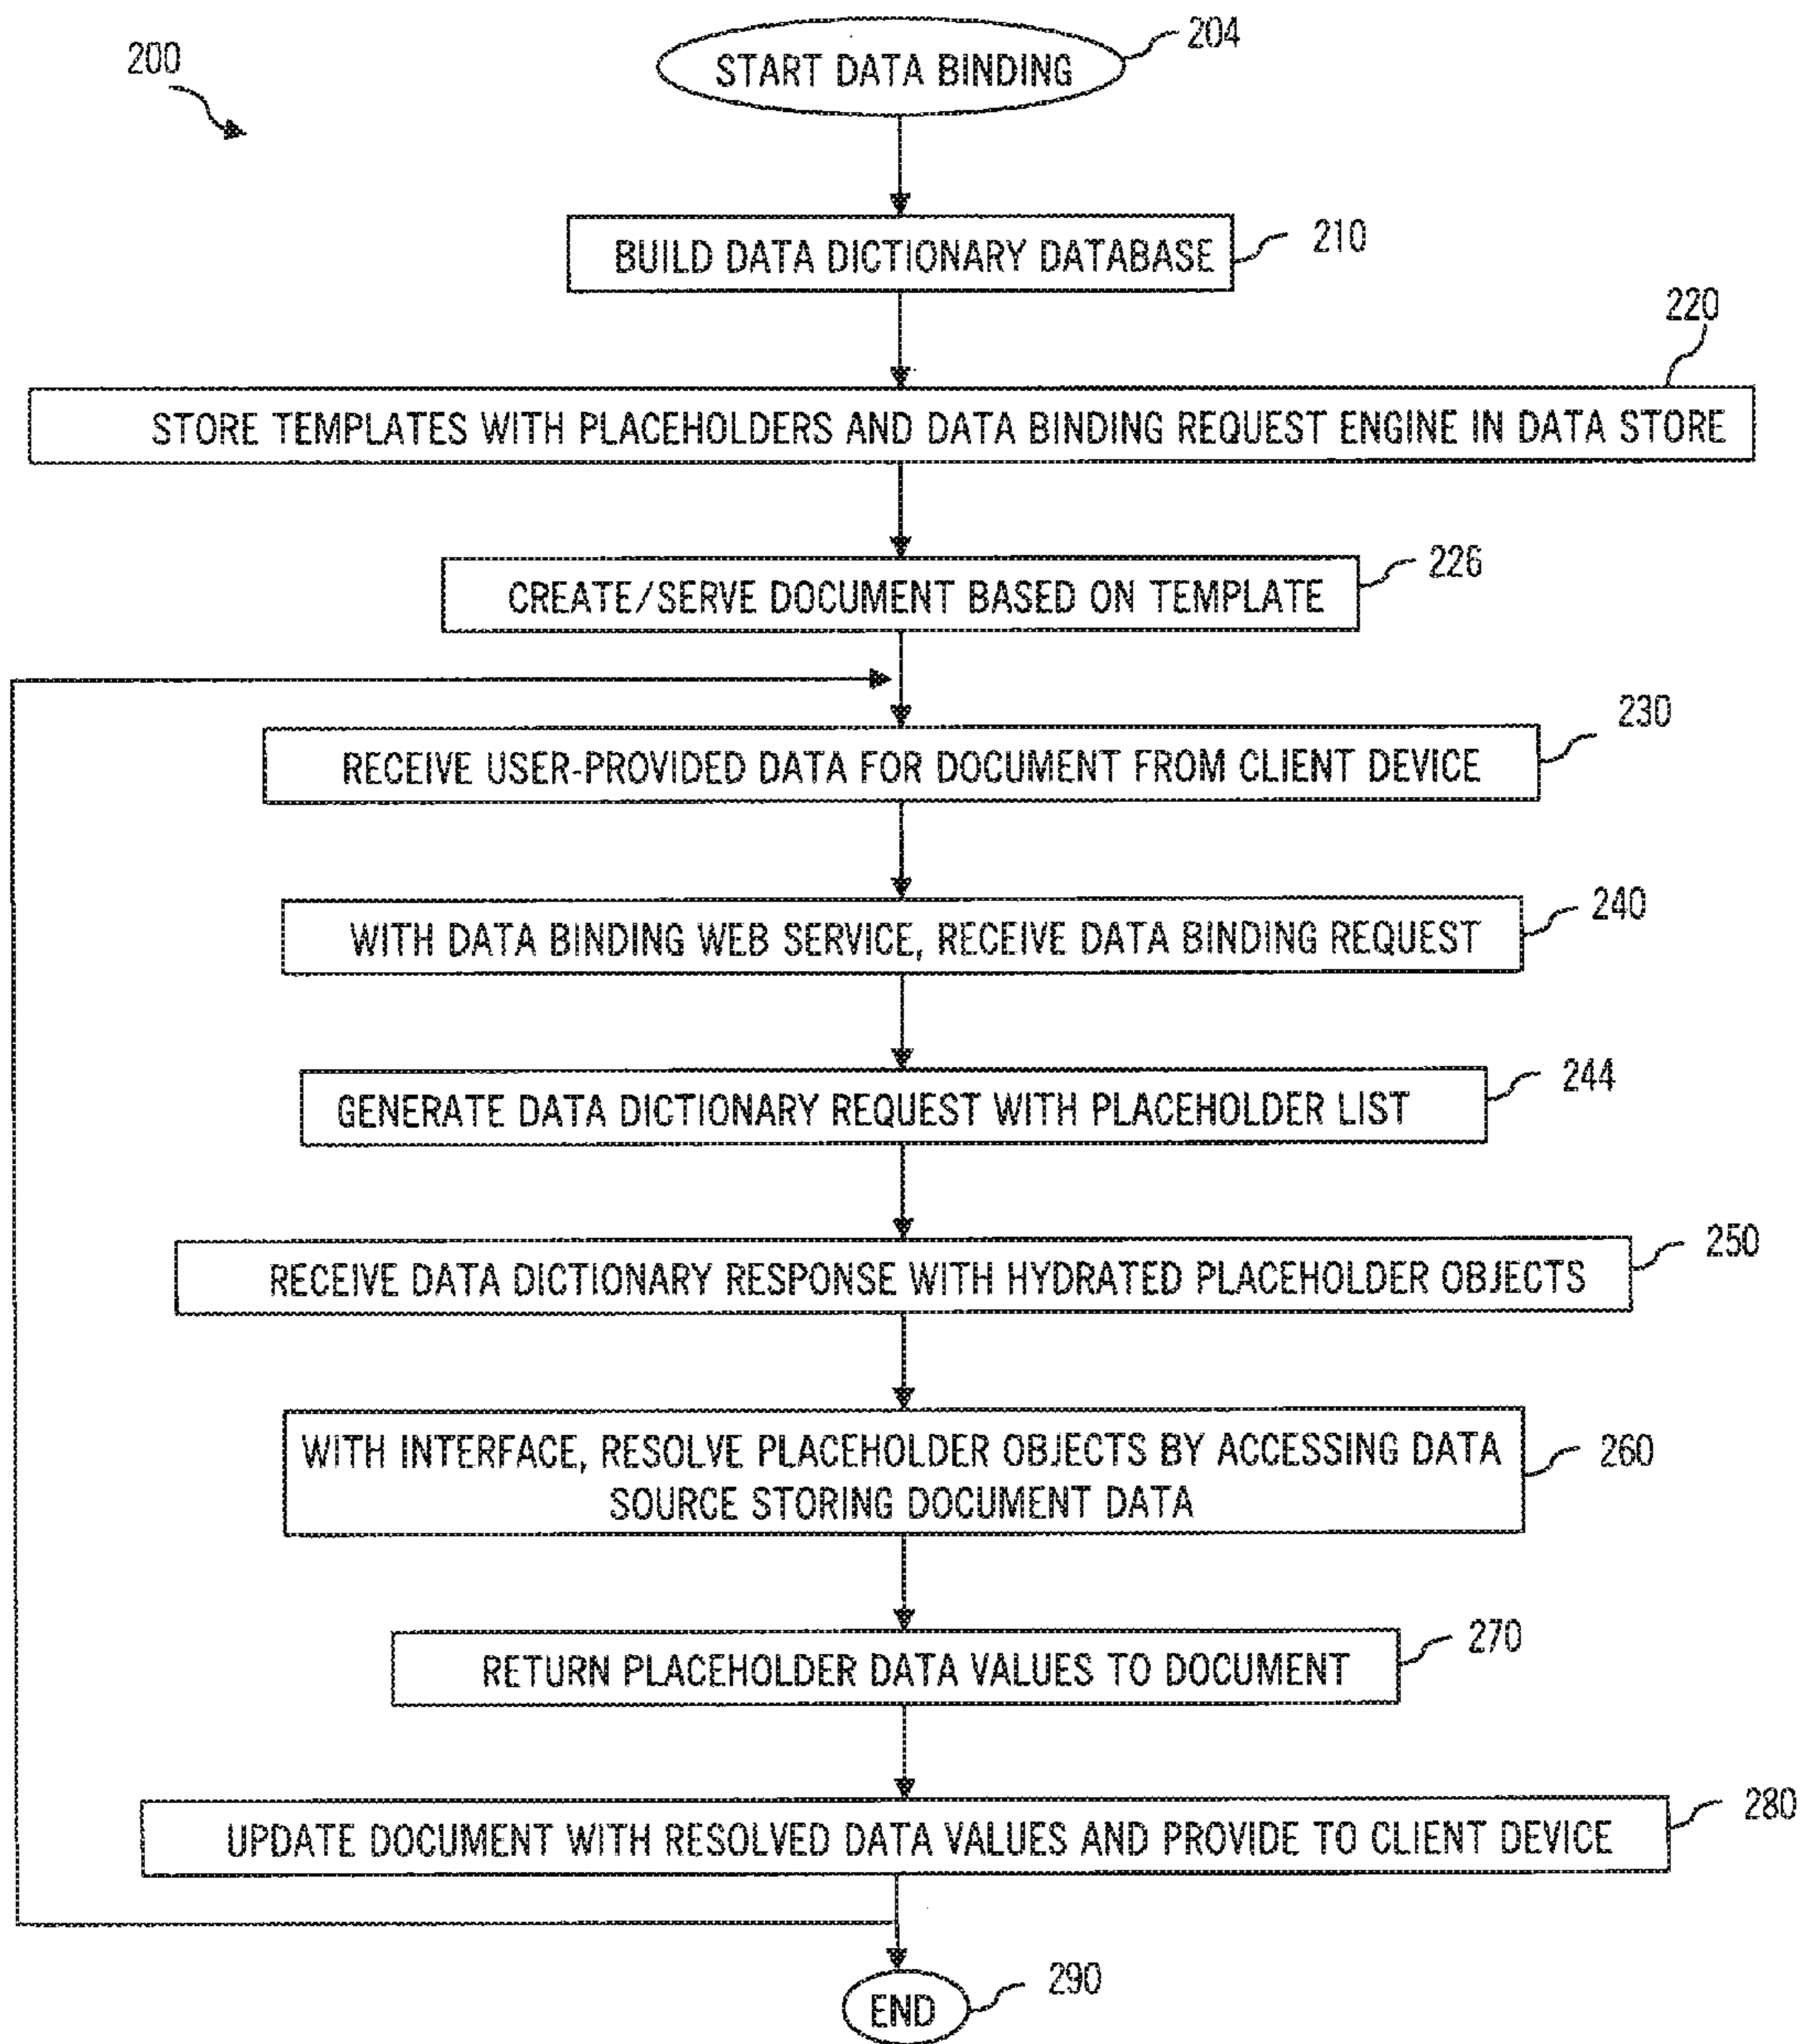 200
START DATA BINDING
204
BUILD DATA DICTIONARY DATABASE
210
220
STORE TEMPLATES WITH PLACEHOLDERS AND DATA BINDING REQUEST ENGINE IN DATA STORE
CREATE/SERVE DOCUMENT BASED ON TEMPLATE
226
RECEIVE USER-PROVIDED DATA FOR DOCUMENT FROM CLIENT DEVICE
230
WITH DATA BINDING WEB SERVICE, RECEIVE DATA BINDING REQUEST
240
GENERATE DATA DICTIONARY REQUEST WITH PLACEHOLDER LIST
244
RECEIVE DATA DICTIONARY RESPONSE WITH HYDRATED PLACEHOLDER OBJECTS
250
WITH INTERFACE, RESOLVE PLACEHOLDER OBJECTS BY ACCESSING DATA
SOURCE STORING DOCUMENT DATA
260
RETURN PLACEHOLDER DATA VALUES TO DOCUMENT
270
UPDATE DOCUMENT WITH RESOLVED DATA VALUES AND PROVIDE TO CLIENT DEVICE
280
END
290